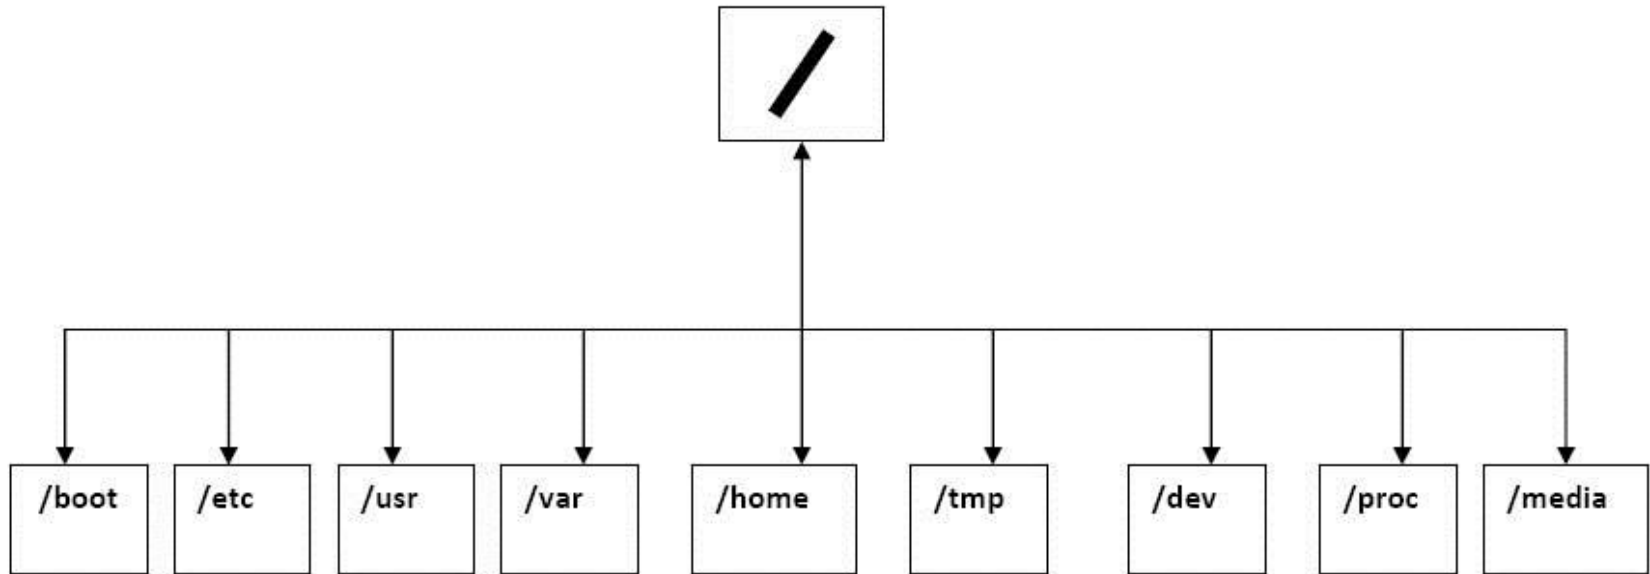 /
/boot
/etc
/usr
/var
/home
/tmp
/dev
/proc
/media